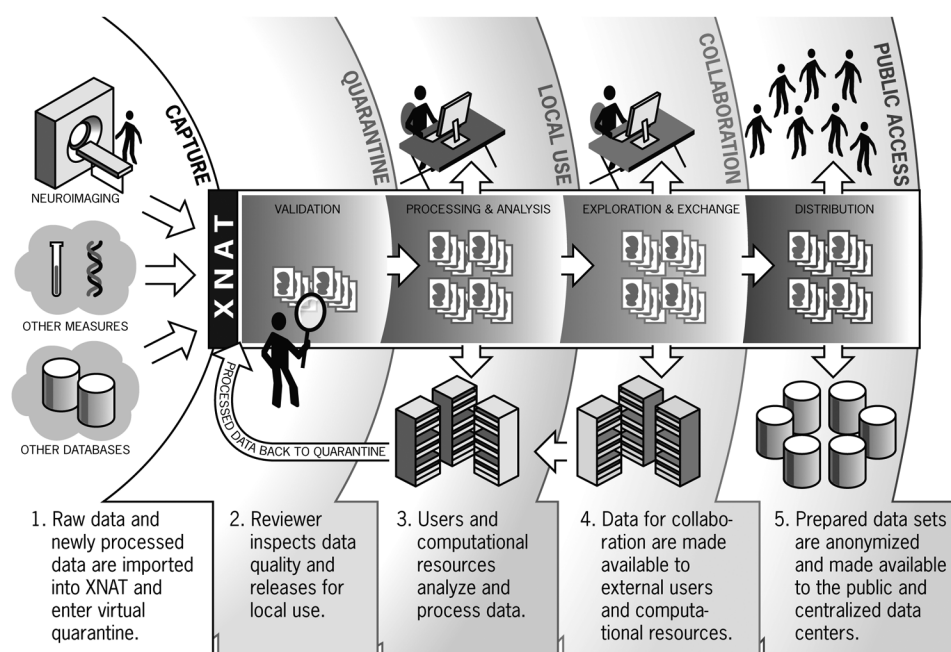 CAPTURE
QUARANTINE
LOCAL USE
COLLABORATION
PUBLIC ACCESS
NEUROIMAGING
OTHER MEASURES
OTHER DATABASES
XNAT
VALIDATION
PROCESSING & ANALYSIS
EXPLORATION & EXCHANGE
DISTRIBUTION
PROCESSED DATA BACK TO QUARANTINE
1. Raw data and
newly processed
data are imported
into XNAT and
enter virtual
quarantine.
2. Reviewer
inspects data
quality and
releases for
local use.
3. Users and
computational
resources
analyze and
process data.
4. Data for collabo-
ration are made
available to
external users
and computa-
tional resources.
5. Prepared data sets
are anonymized
and made available
to the public and
centralized data
centers.